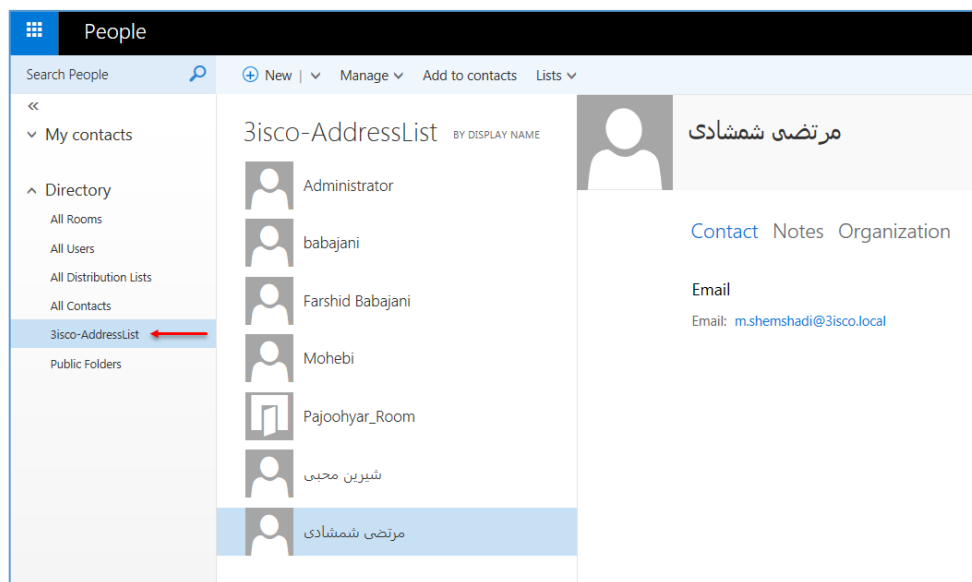 People
Search People
New | Manage Add to contacts Lists
«
My contacts
Directory
All Rooms
All Users
All Distribution Lists
All Contacts
3isco-AddressList
Public Folders
3isco-AddressList BY DISPLAY NAME
Administrator
babajani
Farshid Babajani
Mohebi
Pajoohyar_Room
شیرین محبی
مرتضی شمشادی
مرتضی شمشادی
Contact Notes Organization
Email
Email: m.shemshadi@3isco.local